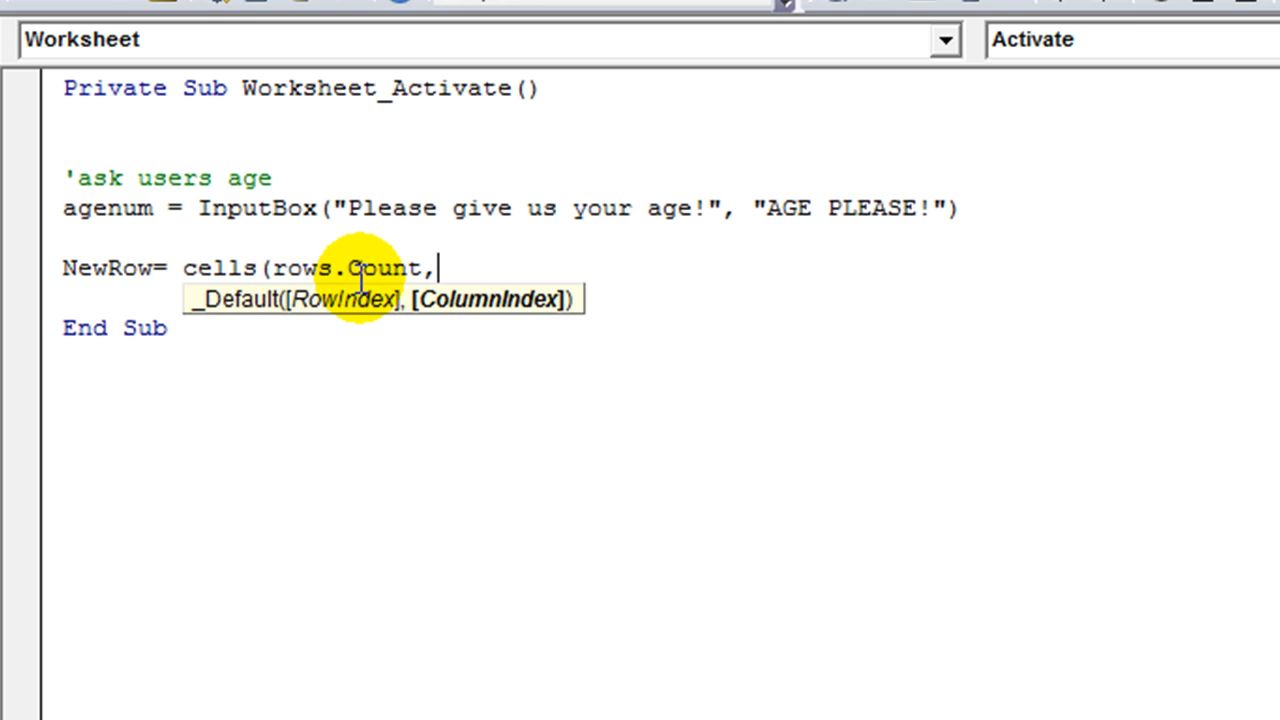 Worksheet
Activate
Private Sub Worksheet_Activate()
'ask users age
agenum = InputBox("Please give us your age!", "AGE PLEASE!")
NewRow= cells(rows.Count,
_Default([RowIndex], [ColumnIndex])
End Sub